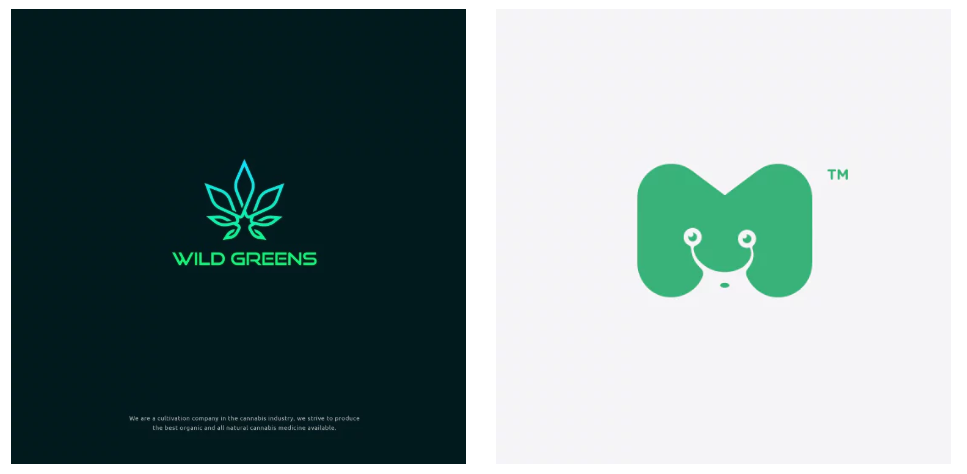 WILD GREENS
We are a cultivation company in the cannabis industry, we strive to produce
the best organic and all natural cannabis medicine available.
TM